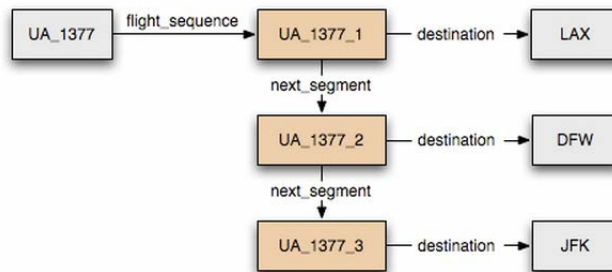 UA_1377 flight_sequence UA_1377_1 destination LAX
next_segment
UA_1377_2 destination DFW
next_segment
UA_1377_3 destination JFK